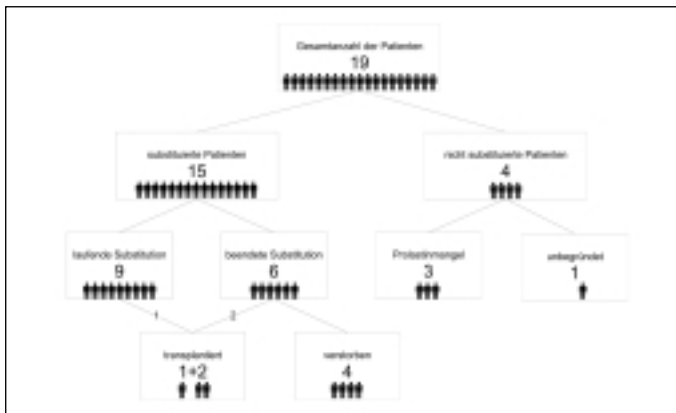 Gesamtanzahl der Patienten
19
substituierte Patienten
15
nicht substituierte Patienten
4
laufende Substitution
9
beendete Substitution
6
Prolastinmangel
3
unbegründet
1
1
2
transplantiert
1+2
verstorben
4